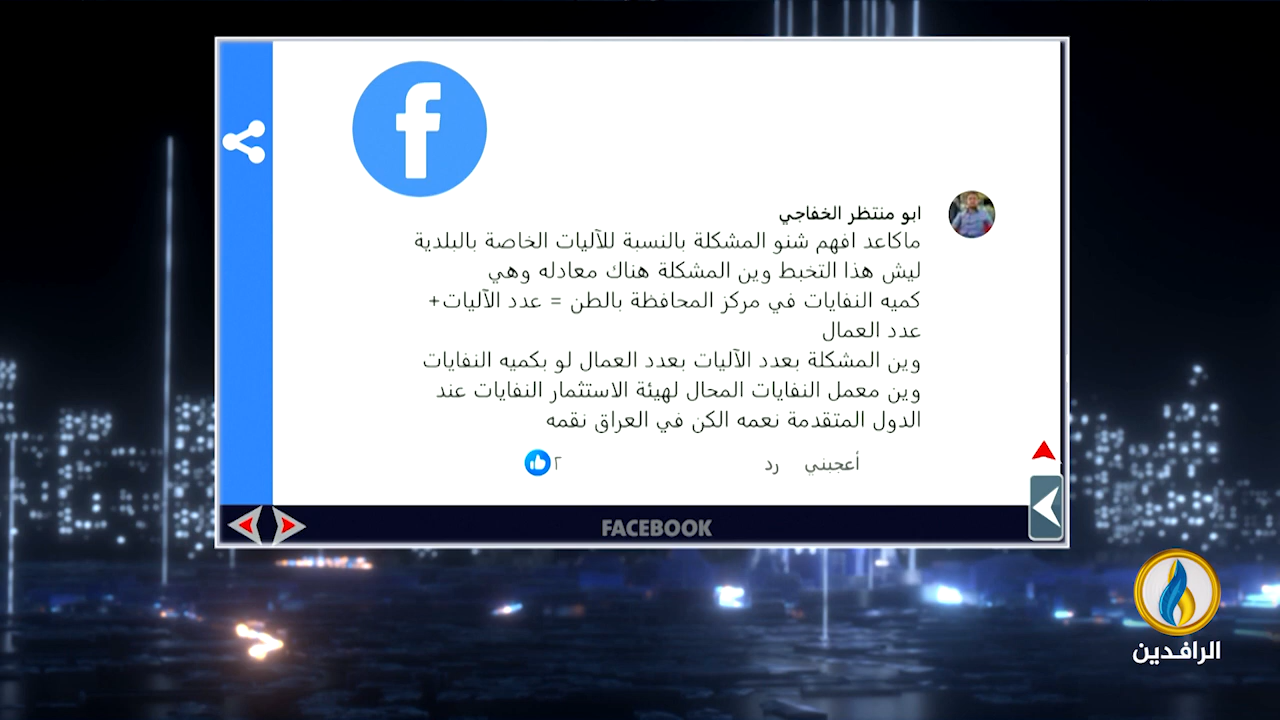 ابو منتظر الخفاجي
ماكاعد افهم شنو المشكلة بالنسبة للآليات الخاصة بالبلدية
ليش هذا التخبط وين المشكلة هناك معادله وهي
كميه النفايات في مركز المحافظة بالطن = عدد الآليات+
عدد العمال
وين المشكلة بعدد الآليات بعدد العمال لو بكميه النفايات
وين معمل النفايات المحال لهيئة الاستثمار النفايات عند
الدول المتقدمة نعمه الكن في العراق نقمه
أعجبني رد ٢
FACEBOOK
الرافدين